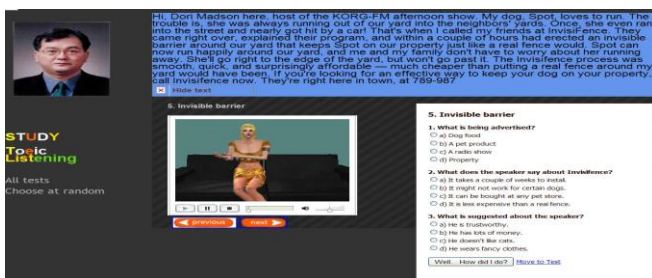 Hi, Dori Madson here, host of the KORG-FM afternoon show. My dog, Spot, loves to run. The
trouble is, she was always running out of our yard into the neighbors' yards. Once, she even ran
into the street and nearly got hit by a car! That's when I called my friends at InvisiFence. They
came right over, explained their program, and within a couple of hours had erected an invisible
barrier around our yard that keeps Spot on our property just like a real fence would. Spot can
now run happily around our yard, and me and my family don't have to worry about her running
away. She'll go right to the edge of the yard, but won't go past it. The Invisifence process was
smooth, quick, and surprisingly affordable — much cheaper than putting a real fence around my
yard would have been. If you're looking for an effective way to keep your dog on your property,
call Invisifence now. They're right here in town, at 789-987
Hide text
STUDY
Toeic
Listening
All tests
Choose at random
5. Invisible barrier
previous
next
5. Invisible barrier
1. What is being advertised?
a) Dog food
b) A pet product
c) A radio show
d) Property
2. What does the speaker say about Invisifence?
a) It takes a couple of weeks to install.
b) It might not work for certain dogs.
c) It can be bought at any pet store.
d) It is less expensive than a real fence.
3. What is suggested about the speaker?
a) He is trustworthy.
b) He has lots of money.
c) He doesn't like cats.
d) He wears fancy clothes.
Well... How did I do? Move to Test